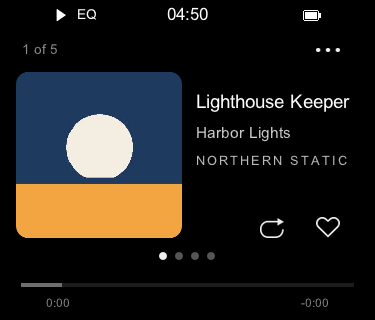 EQ 04:50
1 of 5
Lighthouse Keeper
Harbor Lights
NORTHERN STATIC
0:00 -0:00